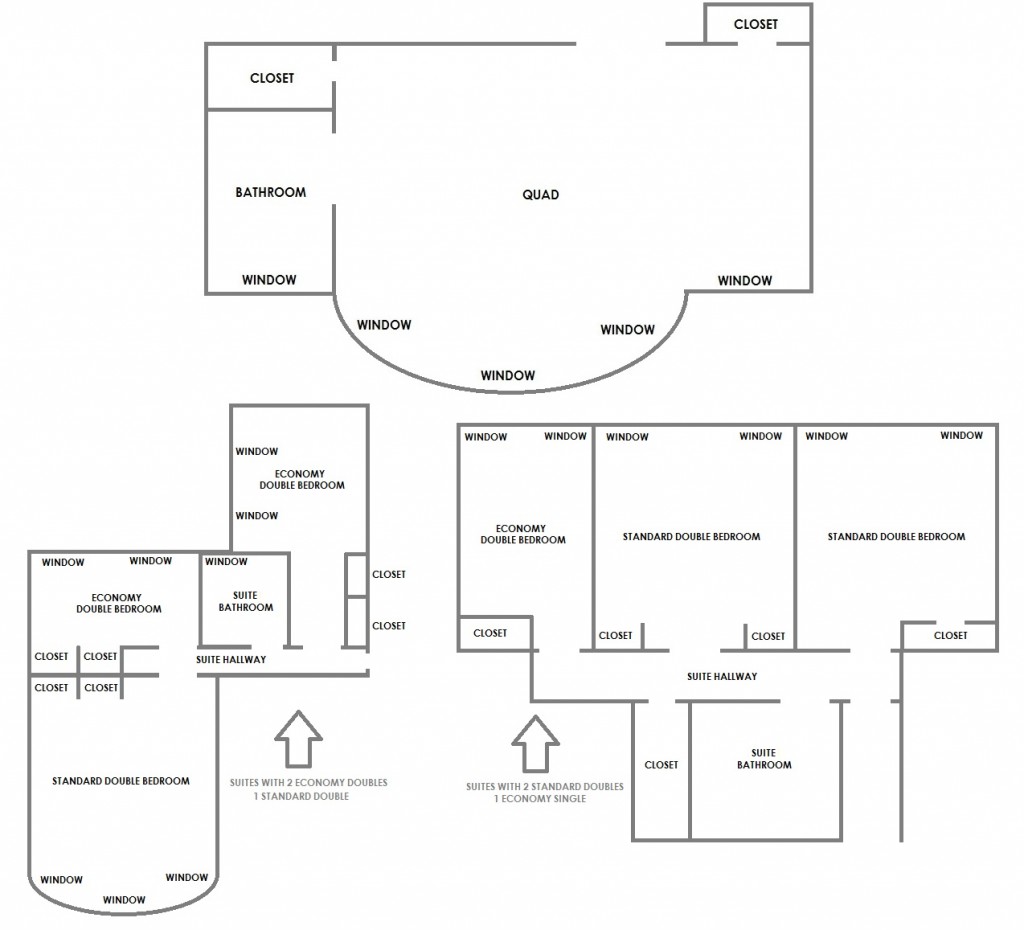 CLOSET
CLOSET
BATHROOM
QUAD
WINDOW
WINDOW
WINDOW
WINDOW
WINDOW
WINDOW
ECONOMY
DOUBLE BEDROOM
WINDOW
WINDOW
WINDOW
WINDOW
ECONOMY
DOUBLE BEDROOM
SUITE
BATHROOM
CLOSET
CLOSET
CLOSET
CLOSET
SUITE HALLWAY
CLOSET
CLOSET
STANDARD DOUBLE BEDROOM
SUITES WITH 2 ECONOMY DOUBLES
1 STANDARD DOUBLE
WINDOW
WINDOW
WINDOW
WINDOW
WINDOW
WINDOW
WINDOW
WINDOW
WINDOW
ECONOMY
DOUBLE BEDROOM
STANDARD DOUBLE BEDROOM
STANDARD DOUBLE BEDROOM
CLOSET
CLOSET
CLOSET
CLOSET
SUITE HALLWAY
CLOSET
SUITE
BATHROOM
SUITES WITH 2 STANDARD DOUBLES
1 ECONOMY SINGLE